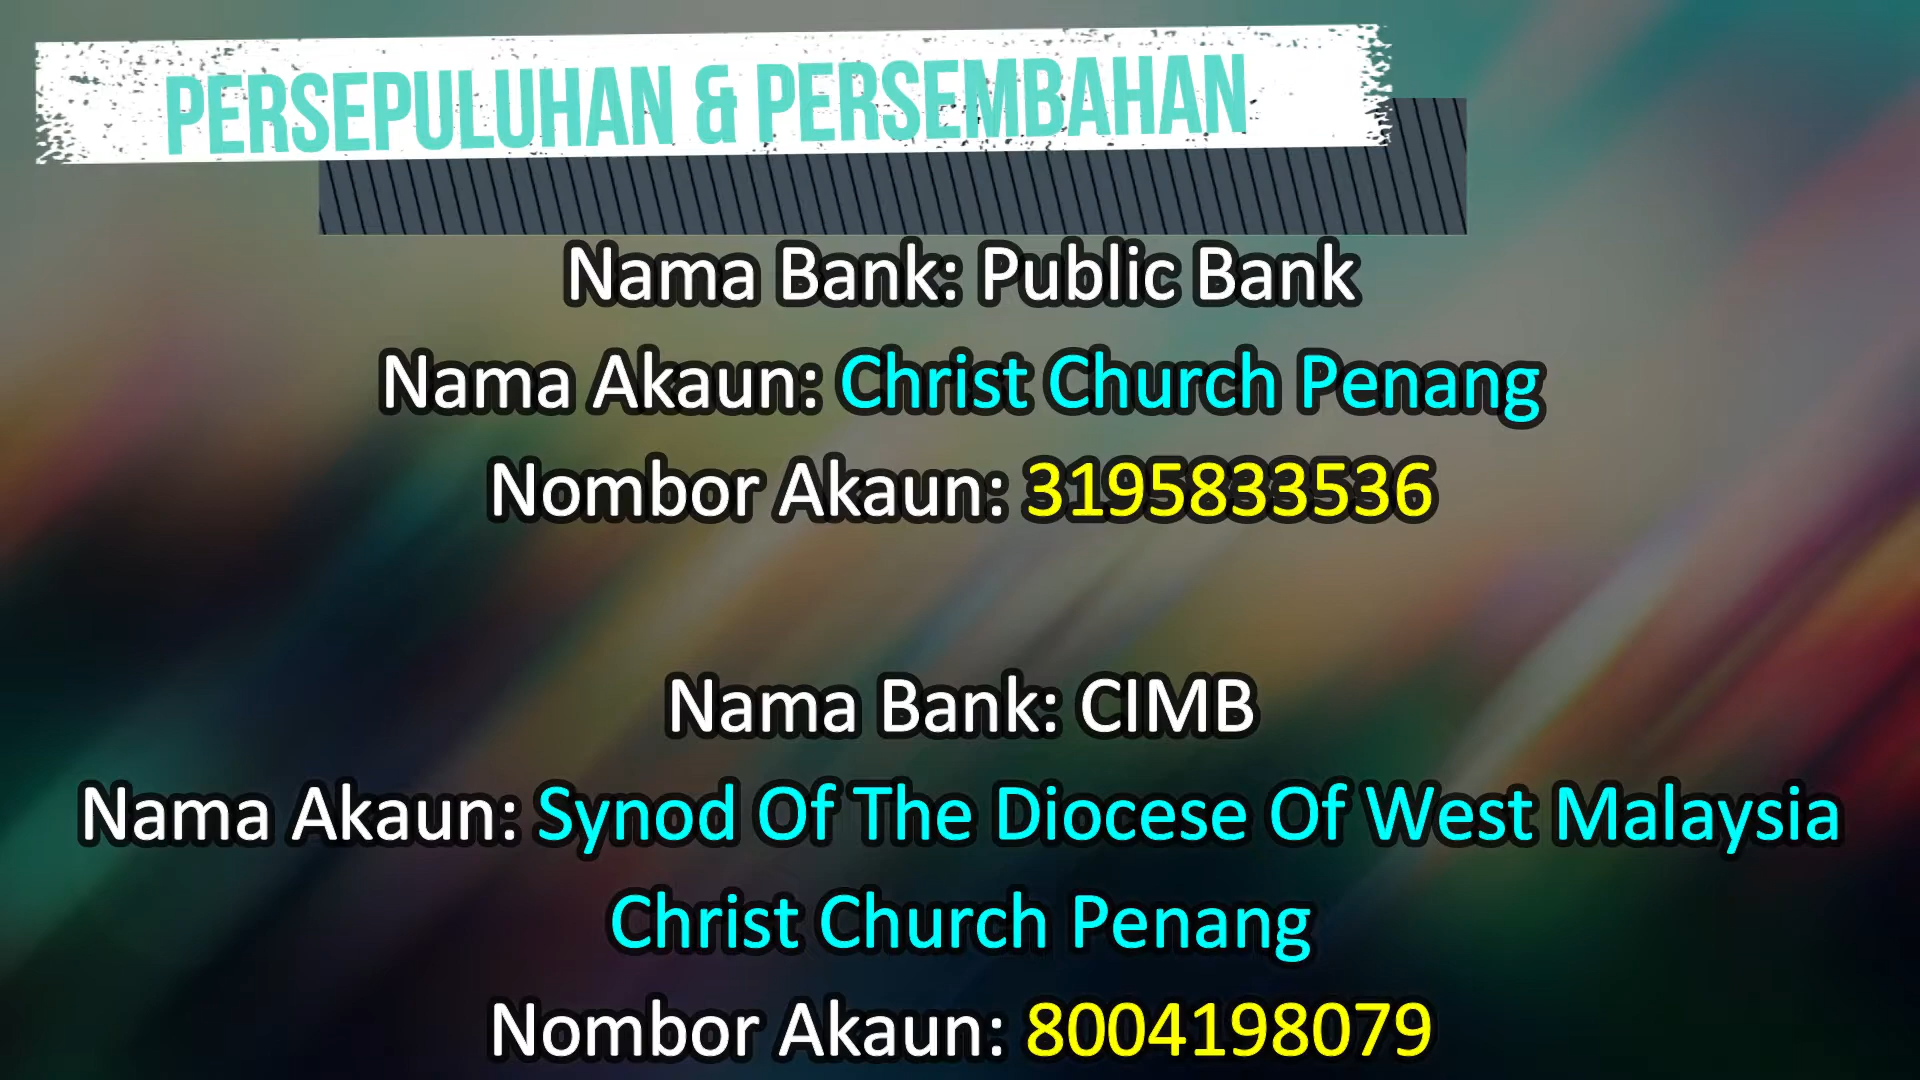 PERSEPULUHAN & PERSEMBAHAN
Nama Bank: Public Bank
Nama Akaun: Christ Church Penang
Nombor Akaun: 3195833536
Nama Bank: CIMB
Nama Akaun: Synod Of The Diocese Of West Malaysia
Christ Church Penang
Nombor Akaun: 8004198079